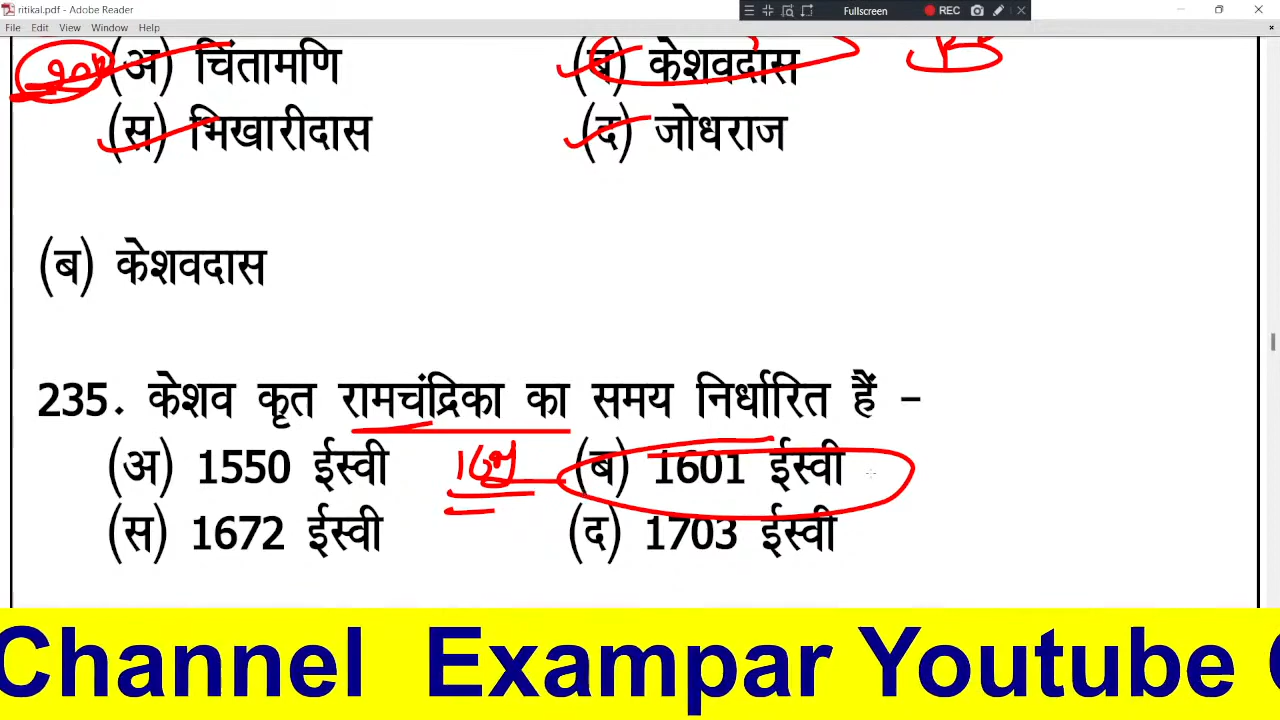 ritikal.pdf - Adobe Reader
Fullscreen REC
File Edit View Window Help
(अ) चिंतामणि (ब) केशवदास
(स) भिखारीदास (द) जोधराज
(ब) केशवदास
235. केशव कृत रामचंद्रिका का समय निर्धारित हैं -
(अ) 1550 ईस्वी (ब) 1601 ईस्वी
(स) 1672 ईस्वी (द) 1703 ईस्वी
Channel Exampar Youtube